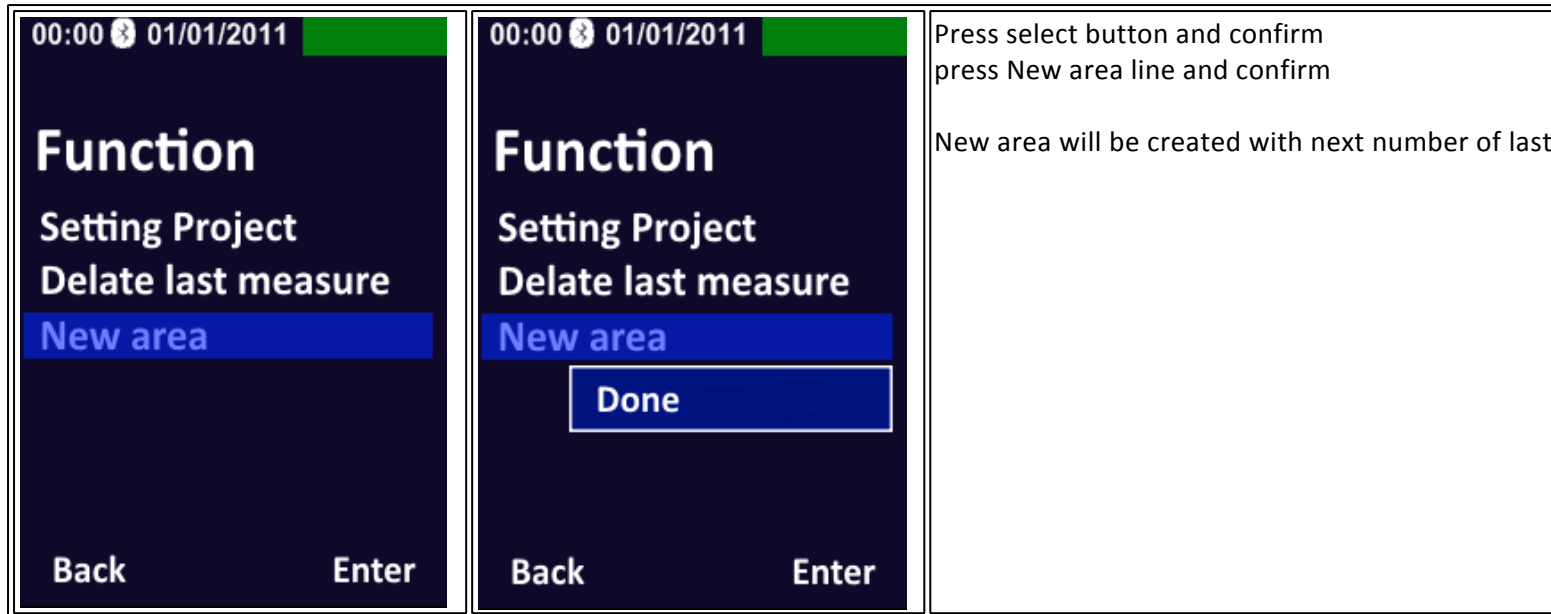 00:00 01/01/2011
Function
Setting Project
Delate last measure
New area
Back Enter
00:00 01/01/2011
Function
Setting Project
Delate last measure
New area
Done
Back Enter
Press select button and confirm
press New area line and confirm
New area will be created with next number of last